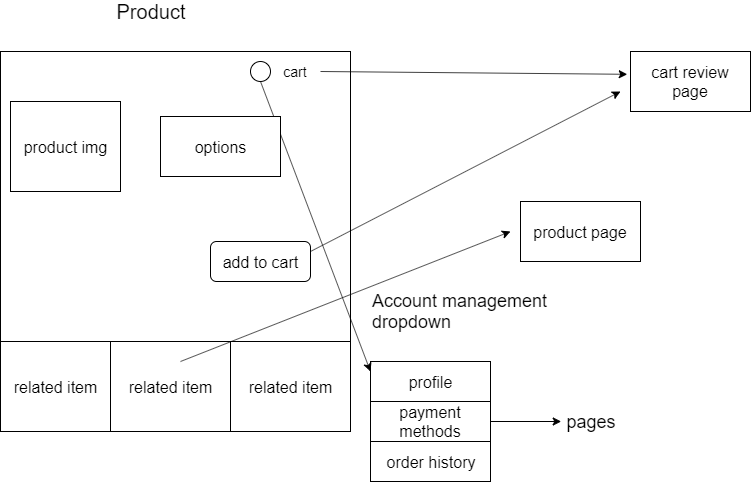 Product
cart
cart review
page
product img
options
product page
add to cart
Account management
dropdown
related item
related item
related item
profile
payment
methods
pages
order history